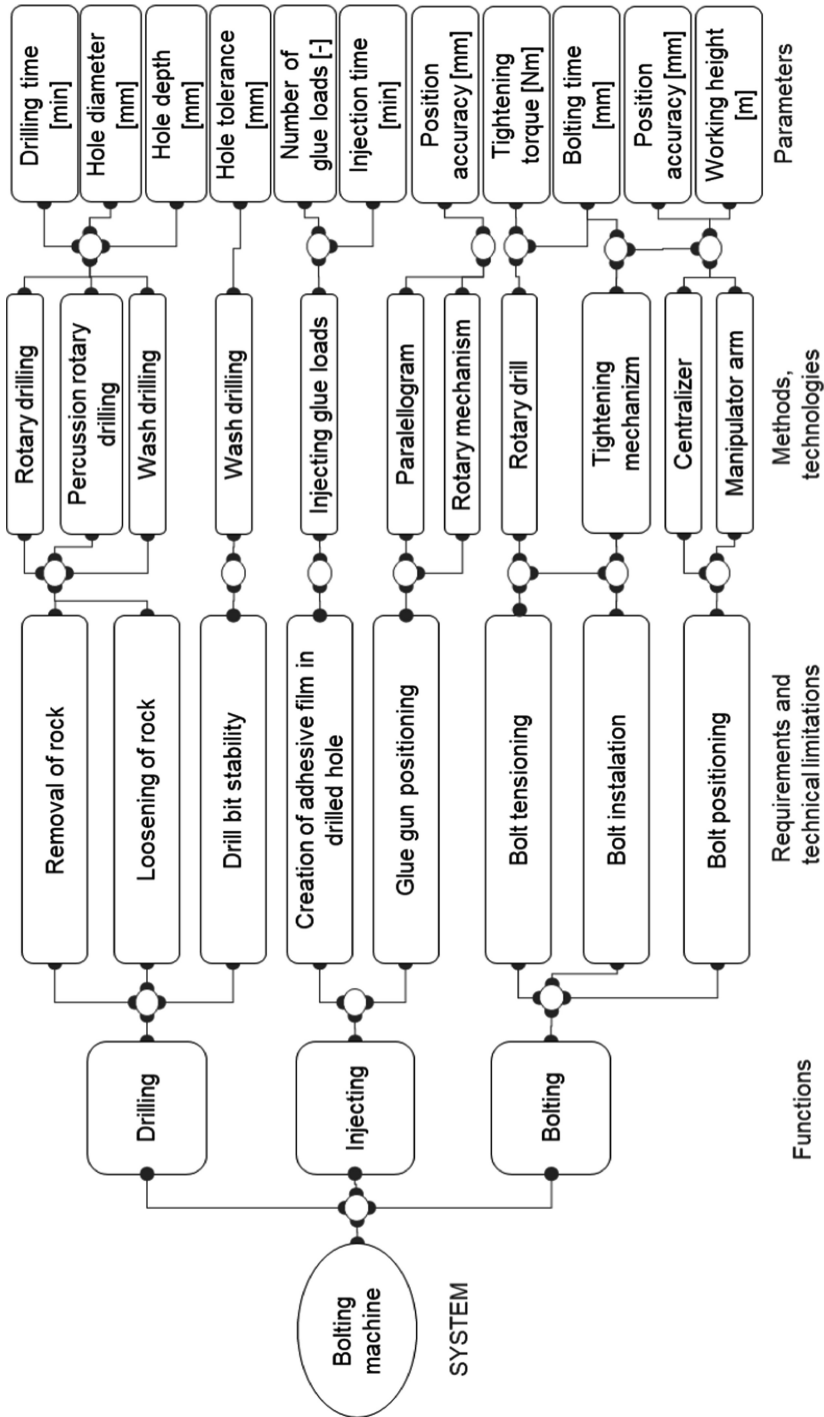 Bolting
machine
SYSTEM
Drilling
Injecting
Bolting
Functions
Removal of rock
Loosening of rock
Drill bit stability
Creation of adhesive film in
drilled hole
Glue gun positioning
Bolt tensioning
Bolt instalation
Bolt positioning
Requirements and
technical limitations
Rotary drilling
Percussion rotary
drilling
Wash drilling
Wash drilling
Injecting glue loads
Paralellogram
Rotary mechanism
Rotary drill
Tightening
mechanizm
Centralizer
Manipulator arm
Methods,
technologies
Drilling time
[min]
Hole diameter
[mm]
Hole depth
[mm]
Hole tolerance
[mm]
Number of
glue loads [-]
Injection time
[min]
Position
accuracy [mm]
Tightening
torque [Nm]
Bolting time
[mm]
Position
accuracy [mm]
Working height
[m]
Parameters